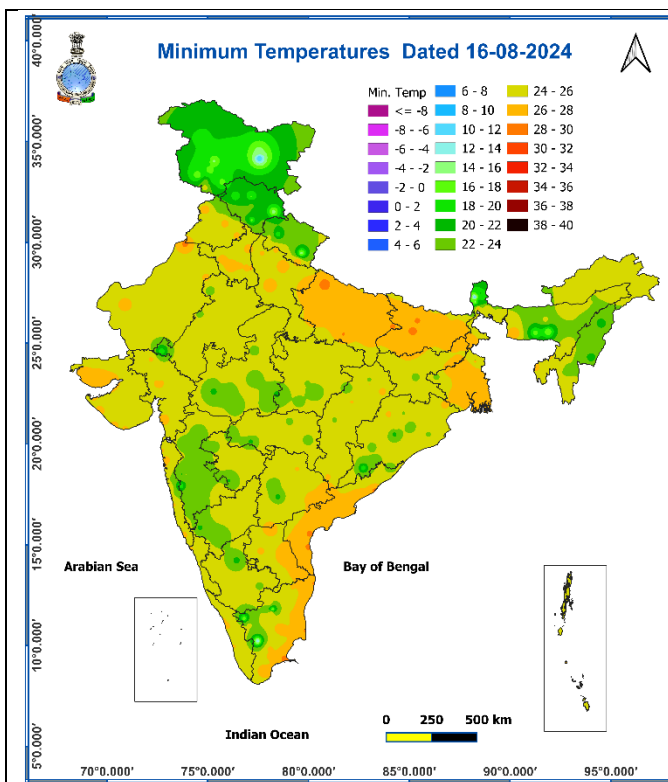 Minimum Temperatures Dated 16-08-2024
Min. Temp
<= -8
-8 - -6
-6 - -4
-4 - -2
-2 - 0
0 - 2
2 - 4
4 - 6
6 - 8
8 - 10
10 - 12
12 - 14
14 - 16
16 - 18
18 - 20
20 - 22
22 - 24
24 - 26
26 - 28
28 - 30
30 - 32
32 - 34
34 - 36
36 - 38
38 - 40
40°0.000'
35°0.000'
30°0.000'
25°0.000'
20°0.000'
15°0.000'
10°0.000'
5°0.000'
Arabian Sea
Bay of Bengal
Indian Ocean
0 250 500 km
70°0.000' 75°0.000' 80°0.000' 85°0.000' 90°0.000' 95°0.000'